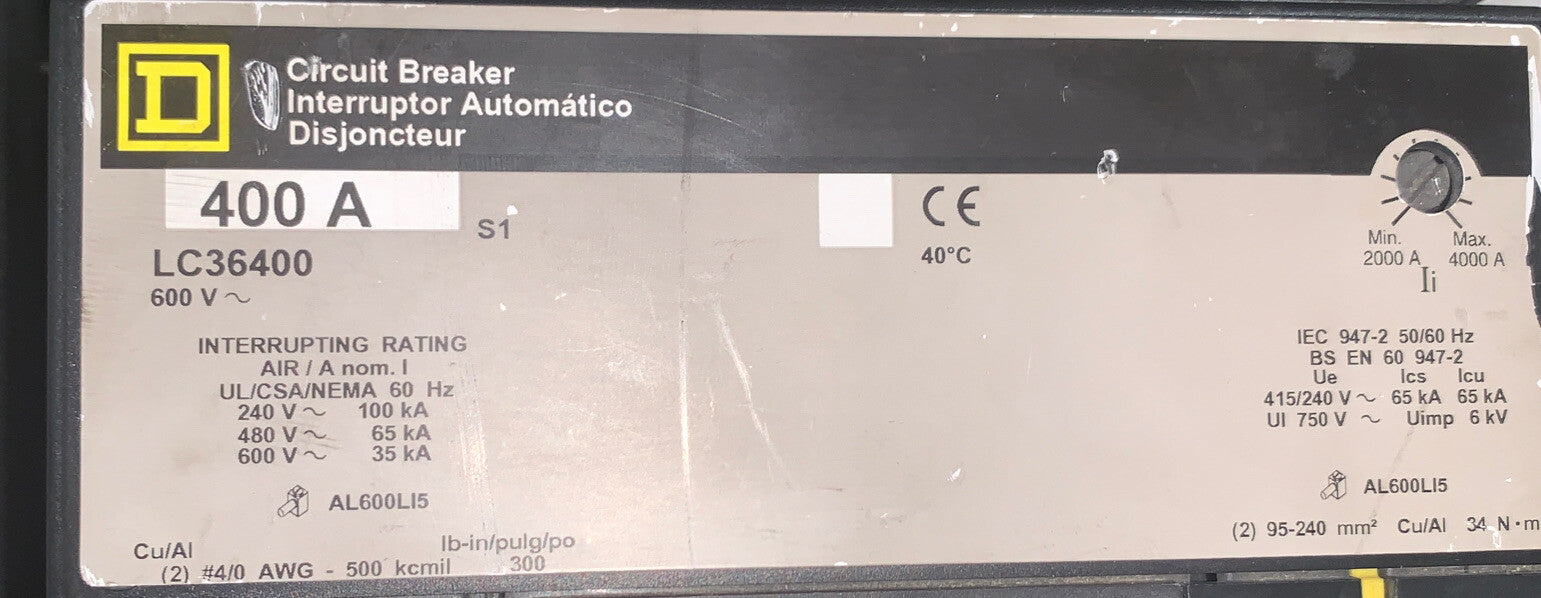 D
Circuit Breaker
Interruptor Automático
Disjoncteur
400 A
S1
LC36400
600 V ~
CE
40°C
Min. Max.
2000 A 4000 A
Ii
INTERRUPTING RATING
AIR / A nom. I
UL/CSA/NEMA 60 Hz
240 V ~ 100 kA
480 V ~ 65 kA
600 V ~ 35 kA
AL600LI5
Cu/Al lb-in/pulg/po
(2) #4/0 AWG - 500 kcmil 300
IEC 947-2 50/60 Hz
BS EN 60 947-2
Ue Ics Icu
415/240 V ~ 65 kA 65 kA
UI 750 V ~ Uimp 6 kV
AL600LI5
(2) 95-240 mm² Cu/Al 34 N·m